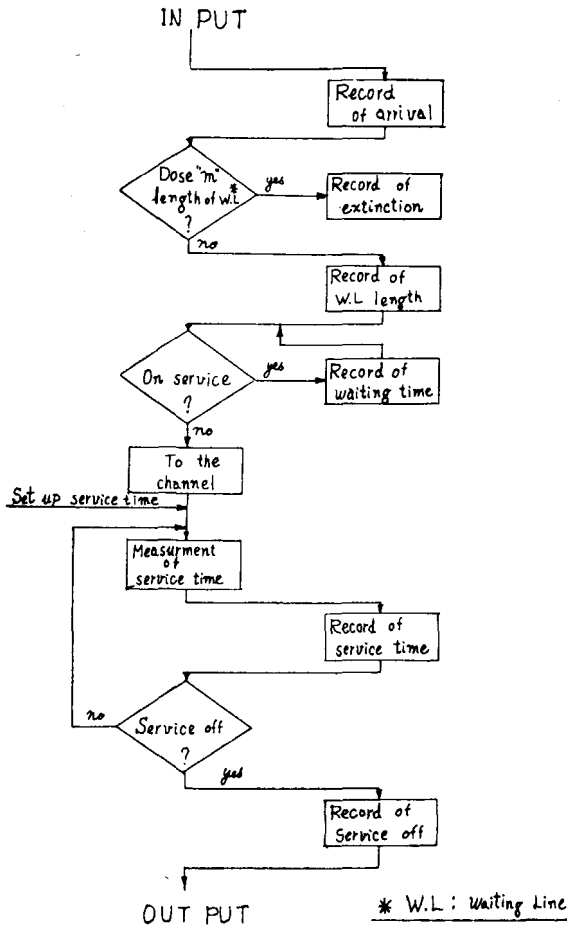 IN PUT
Record
of arrival
Dose "m"
length of W.L*
?
yes
Record of
extinction
no
Record of
W.L length
On service
?
yes
Record of
waiting time
no
To the
channel
Set up service time
Measurment
of
service time
Record of
service time
Service off
?
no
yes
Record of
Service off
OUT PUT
* W.L : Waiting Line